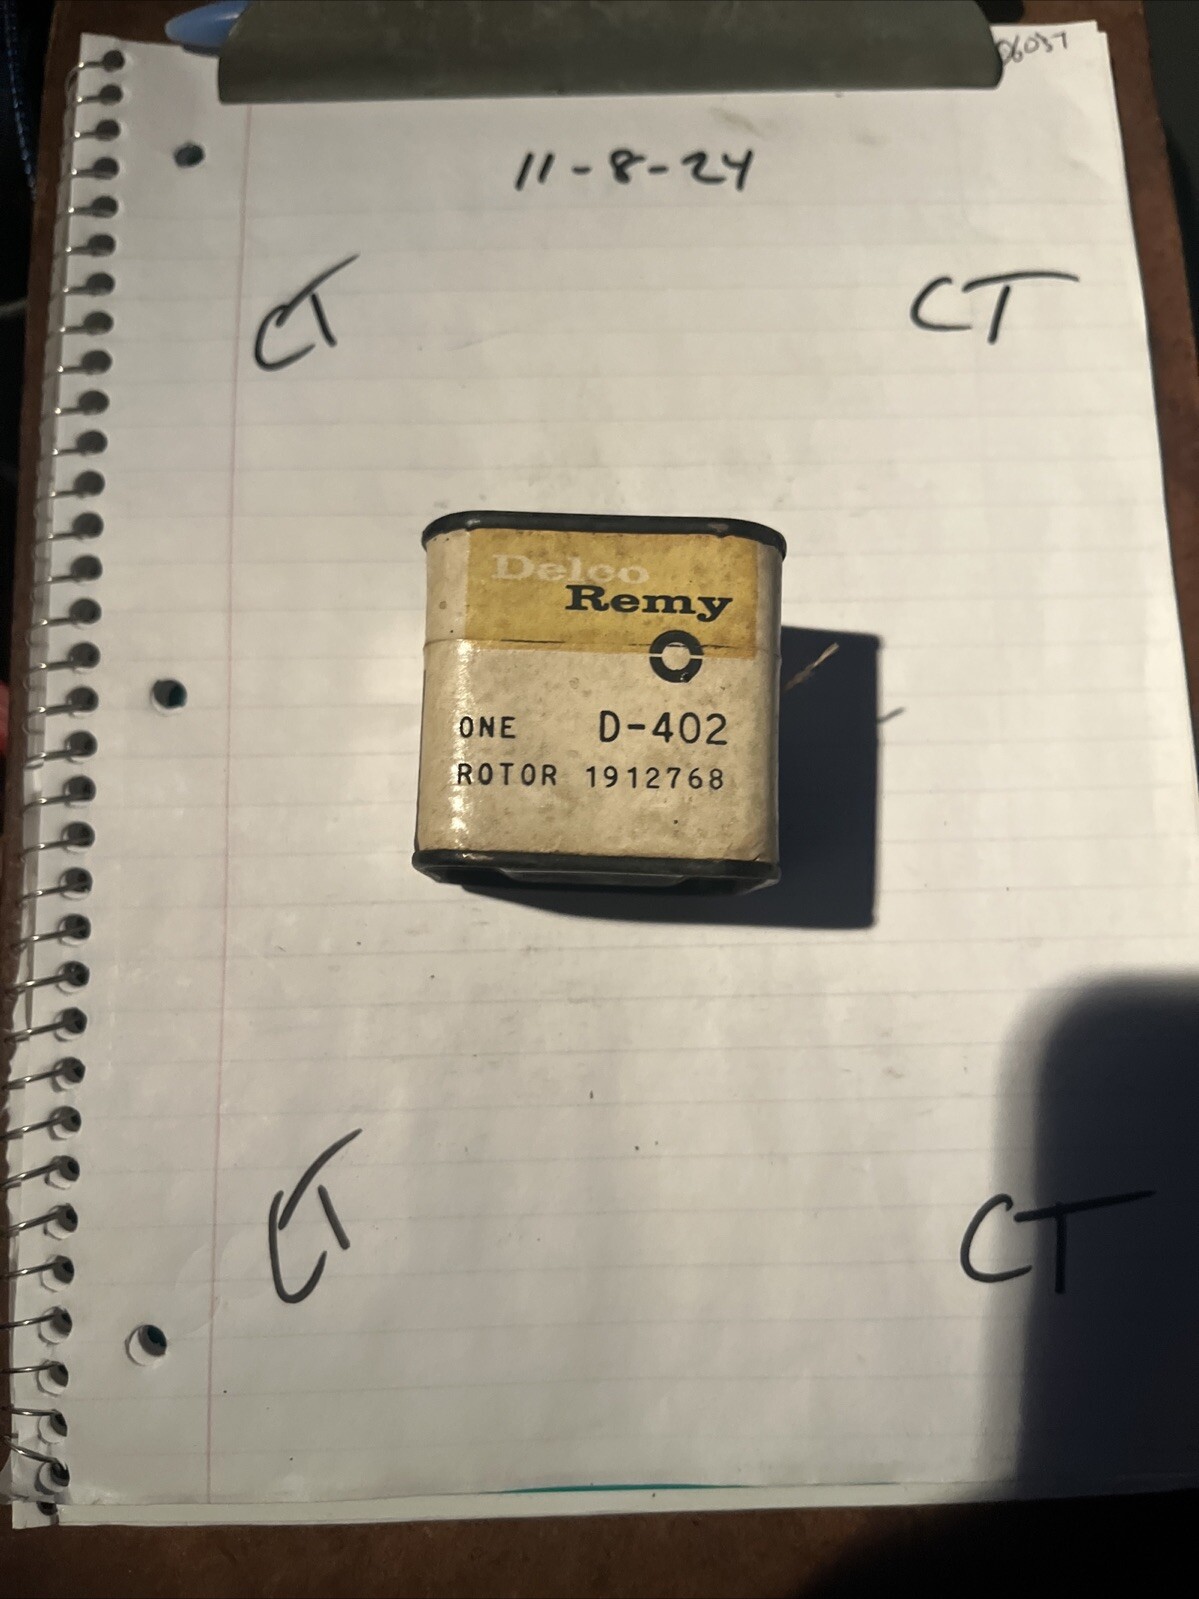 11-8-24
CT CT
Delco
Remy
ONE D-402
ROTOR 1912768
CT CT